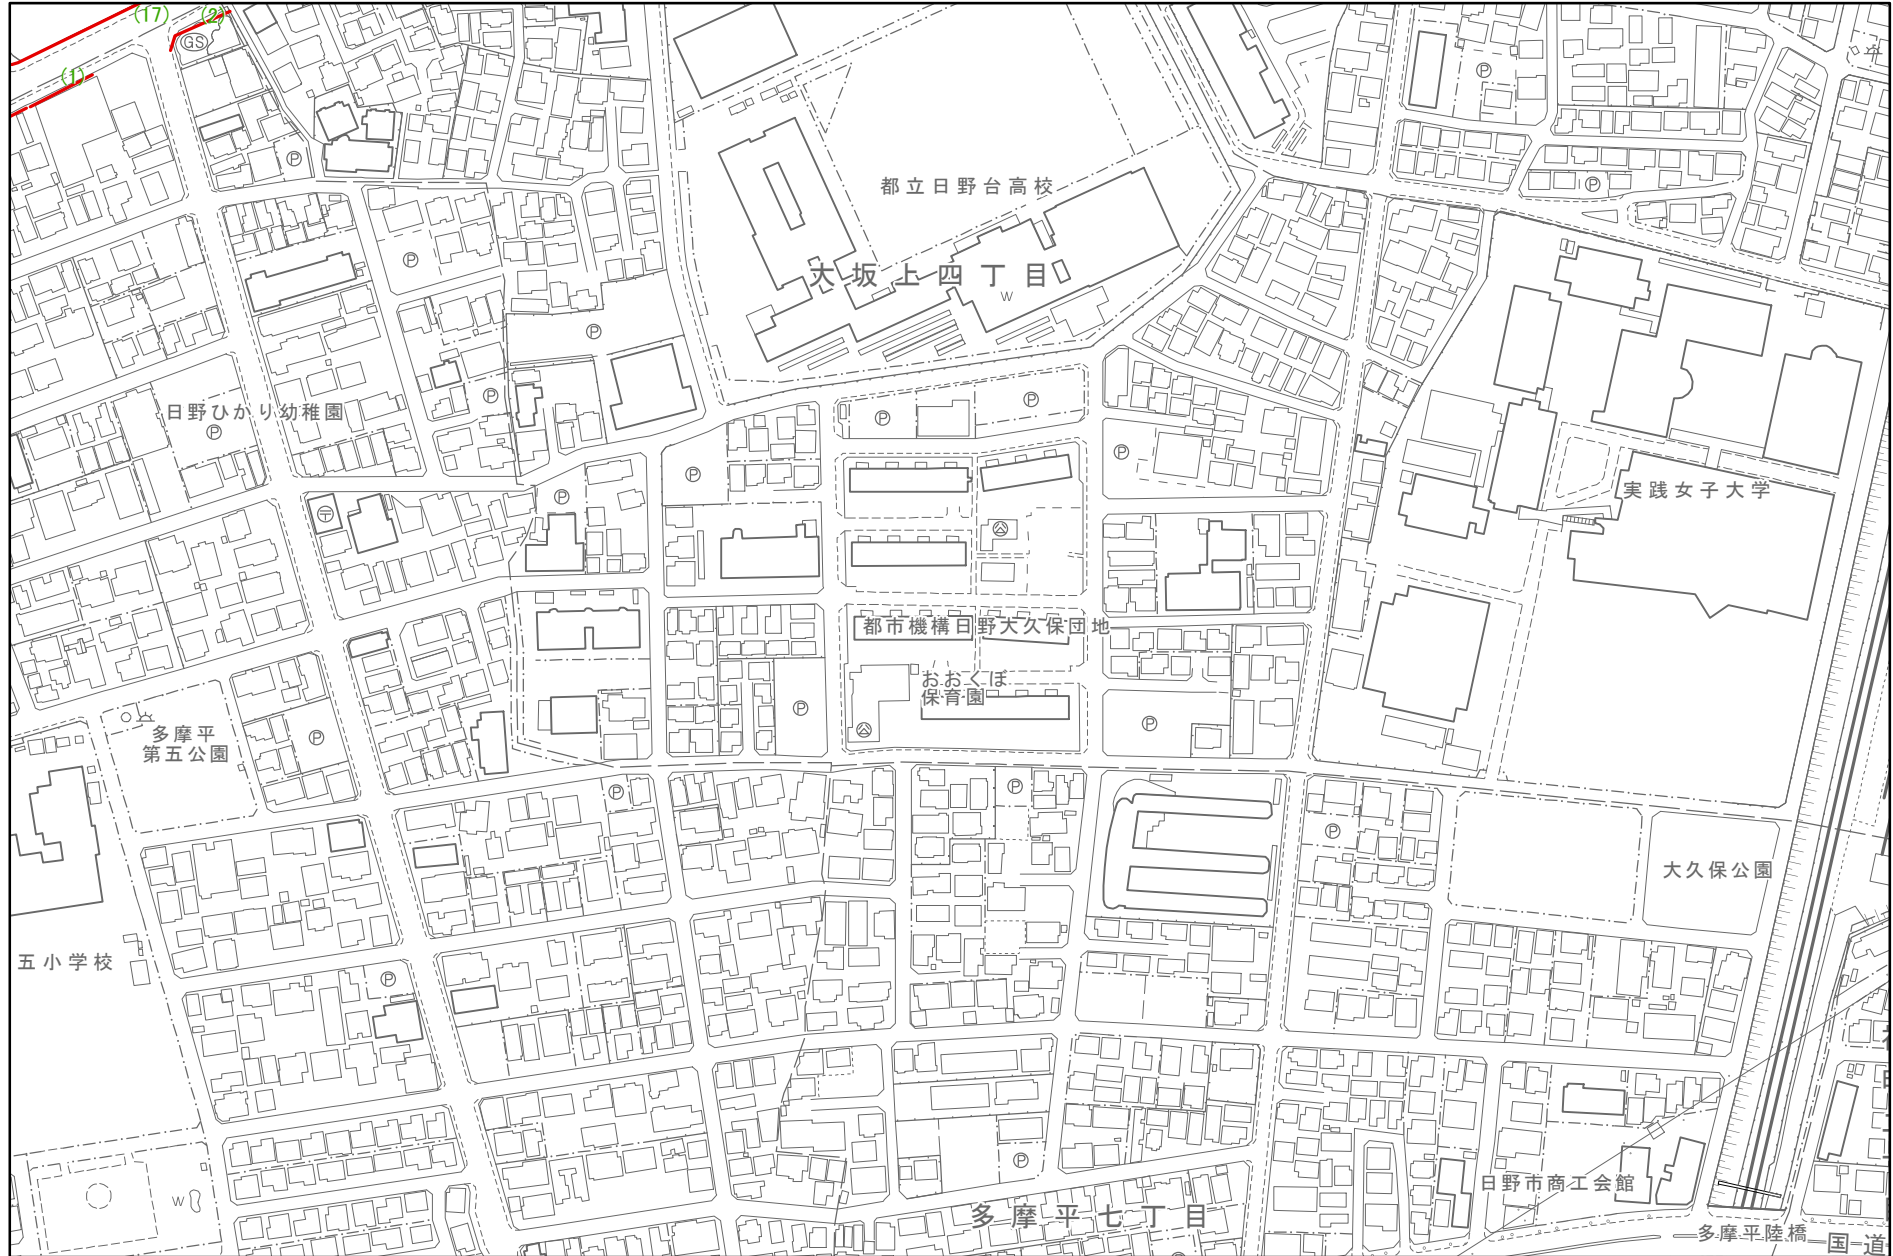 (17)
(2)
GS
(1)
P
P
都立日野台高校
P
P
大坂上四丁目
W
P
P
日野ひかり幼稚園
P
P
P
P
P
P
P
実践女子大学
都市機構日野大久保団地
おおくぼ
保育園
P
P
多摩平
第五公園
P
P
P
P
大久保公園
五小学校
P
P
W
日野市商工会館
多摩平七丁目
多摩平陸橋
国道